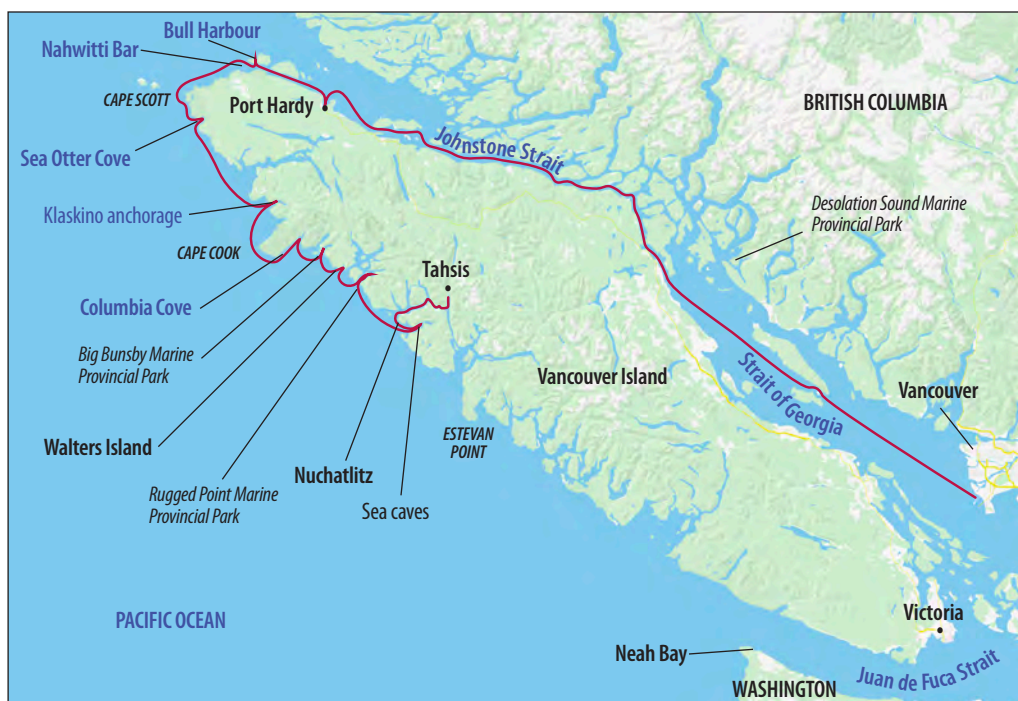 Bull Harbour
Nahwitti Bar
CAPE SCOTT
Port Hardy
BRITISH COLUMBIA
Johnstone Strait
Sea Otter Cove
Klaskino anchorage
Desolation Sound Marine
Provincial Park
CAPE COOK
Tahsis
Columbia Cove
Big Bunsby Marine
Provincial Park
Vancouver Island
Strait of Georgia
Vancouver
Walters Island
ESTEVAN
POINT
Nuchatlitz
Rugged Point Marine
Provincial Park
Sea caves
PACIFIC OCEAN
Victoria
Neah Bay
Juan de Fuca Strait
WASHINGTON